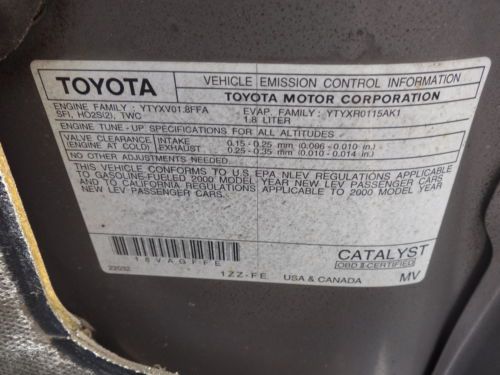 TOYOTA
VEHICLE EMISSION CONTROL INFORMATION
TOYOTA MOTOR CORPORATION
ENGINE FAMILY : YTYXV01.8FFA EVAP. FAMILY : YTYXR0115AK1
SFI, HO2S(2), TWC 1.8 LITER
ENGINE TUNE-UP SPECIFICATIONS FOR ALL ALTITUDES
VALVE CLEARANCE INTAKE 0.15-0.25 mm (0.006-0.010 in.)
(ENGINE AT COLD) EXHAUST 0.25-0.35 mm (0.010-0.014 in.)
NO OTHER ADJUSTMENTS NEEDED.
THIS VEHICLE CONFORMS TO U.S. EPA NLEV REGULATIONS APPLICABLE
TO GASOLINE-FUELED 2000 MODEL YEAR NEW LEV PASSENGER CARS
AND TO CALIFORNIA REGULATIONS APPLICABLE TO 2000 MODEL YEAR
NEW LEV PASSENGER CARS.
CATALYST
OBD II CERTIFIED
18VAGFFE
22032 1ZZ-FE USA & CANADA MV